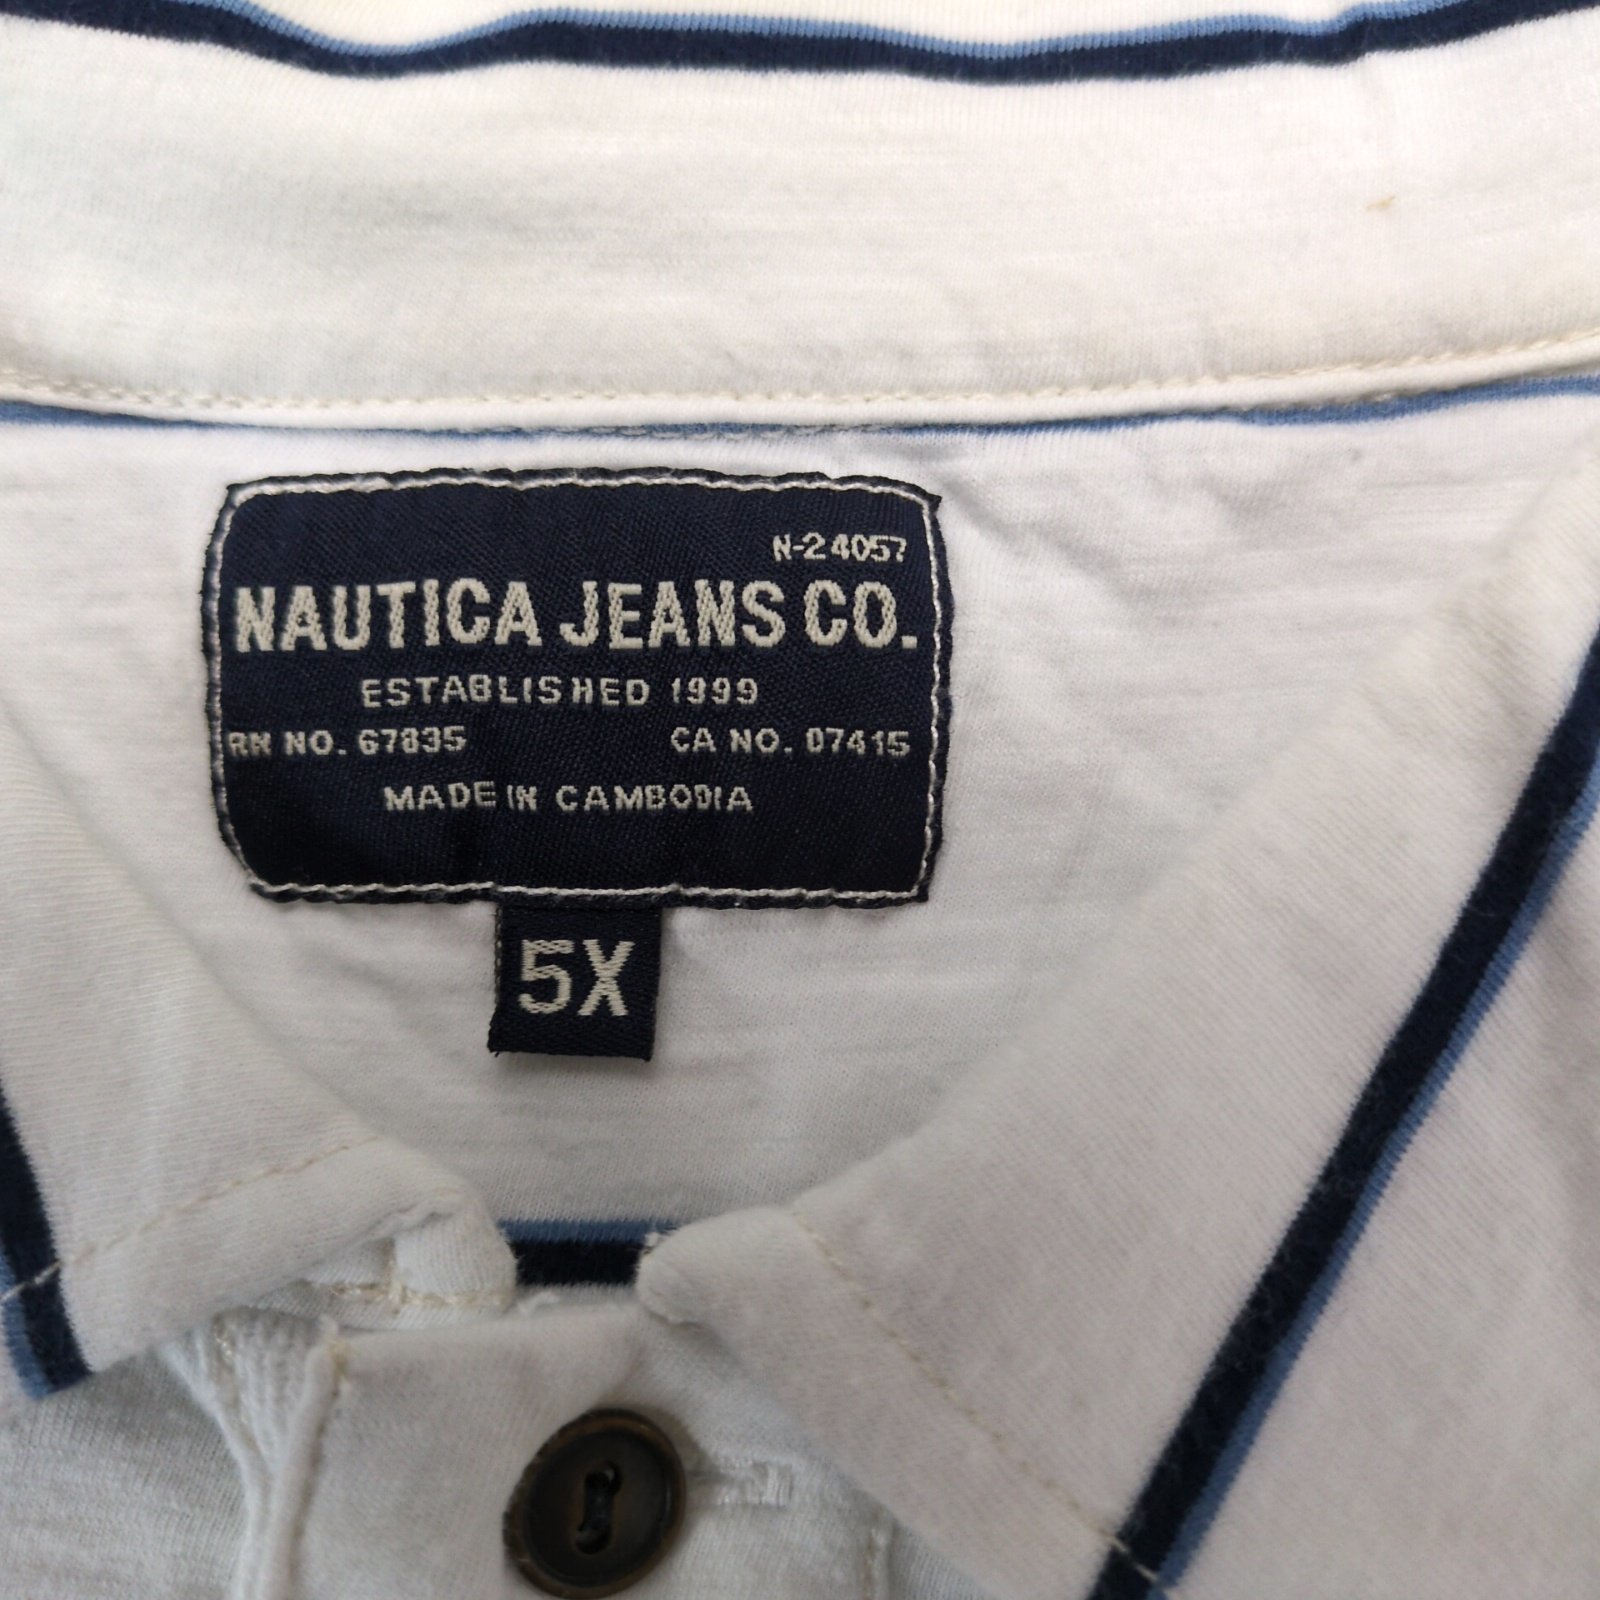 N-24057
NAUTICA JEANS CO.
ESTABLISHED 1999
RN NO. 67835 CA NO. 07415
MADE IN CAMBODIA
5X